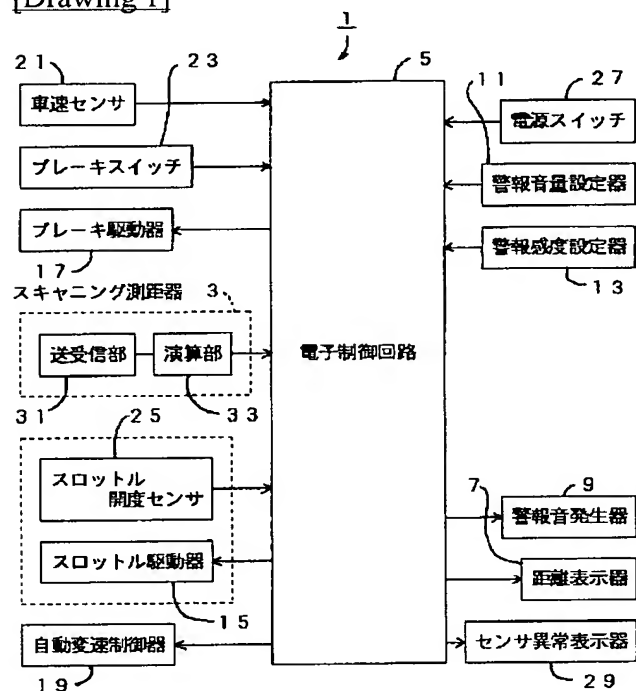 [Drawing 1]
1
21
23
5
27
車速センサ
電源スイッチ
11
ブレーキスイッチ
警報音量設定器
ブレーキ駆動器
警報感度設定器
17
13
スキャニング測距器
3
送受信部
演算部
電子制御回路
31
33
25
スロットル
開度センサ
7
9
警報音発生器
スロットル駆動器
距離表示器
15
自動変速制御器
センサ異常表示器
19
29